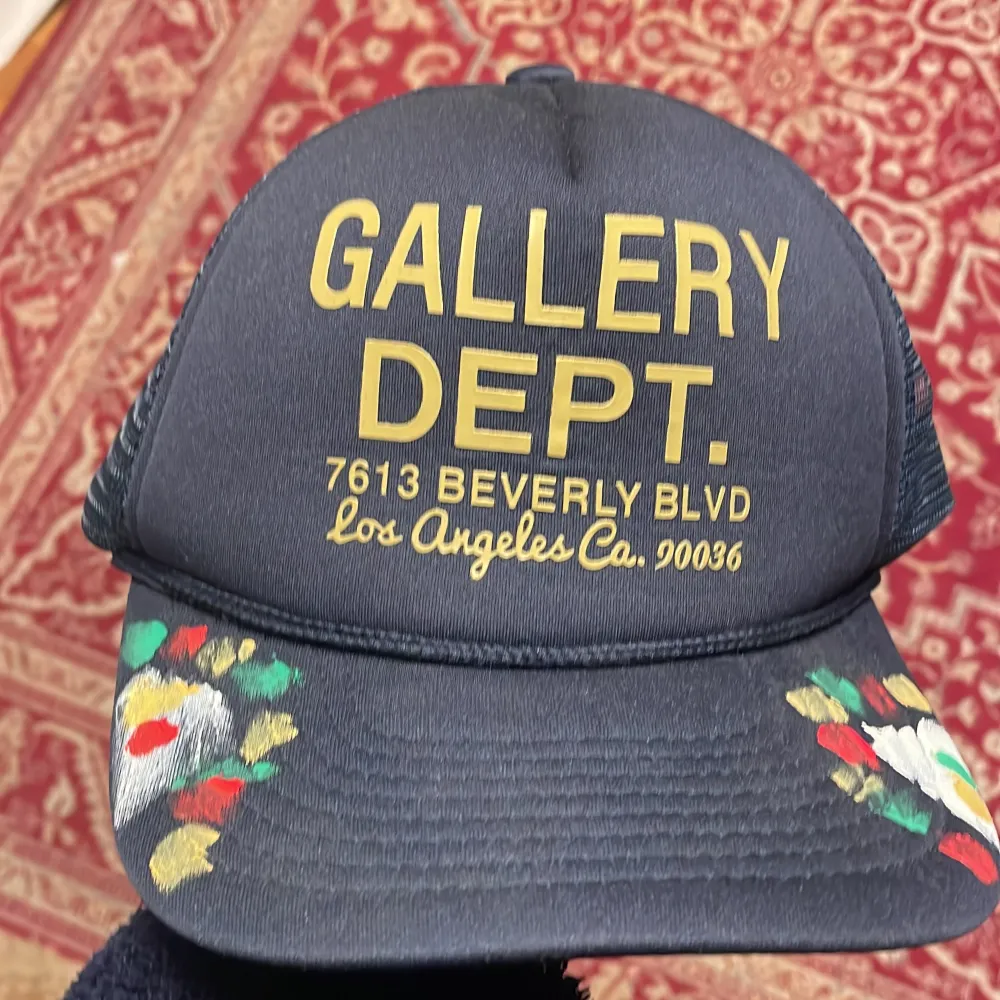 GALLERY
DEPT.
7613 BEVERLY BLVD
Los Angeles Ca. 90036